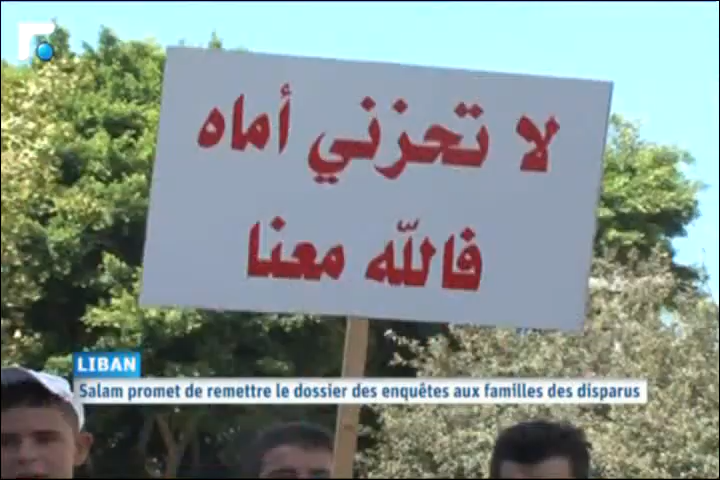 لا تحزني أماه
فالله معنا
LIBAN
Salam promet de remettre le dossier des enquêtes aux familles des disparus